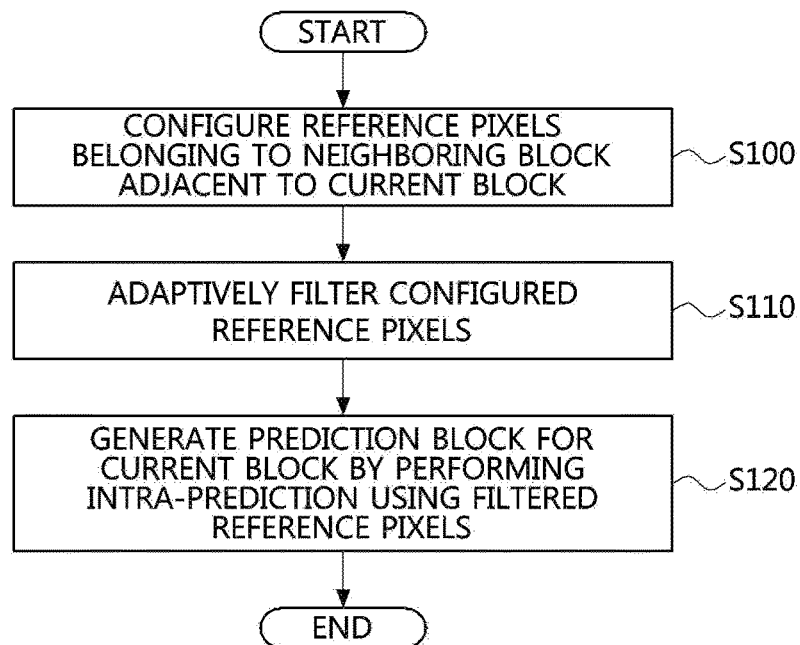 START
CONFIGURE REFERENCE PIXELS
BELONGING TO NEIGHBORING BLOCK
ADJACENT TO CURRENT BLOCK
S100
ADAPTIVELY FILTER CONFIGURED
REFERENCE PIXELS
S110
GENERATE PREDICTION BLOCK FOR
CURRENT BLOCK BY PERFORMING
INTRA-PREDICTION USING FILTERED
REFERENCE PIXELS
S120
END